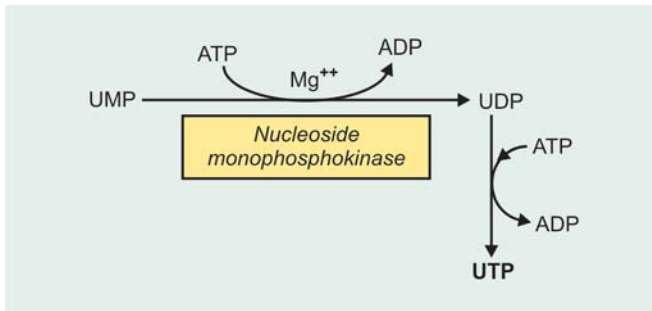 ATP
ADP
Mg++
UMP
UDP
Nucleoside
monophosphokinase
ATP
ADP
UTP